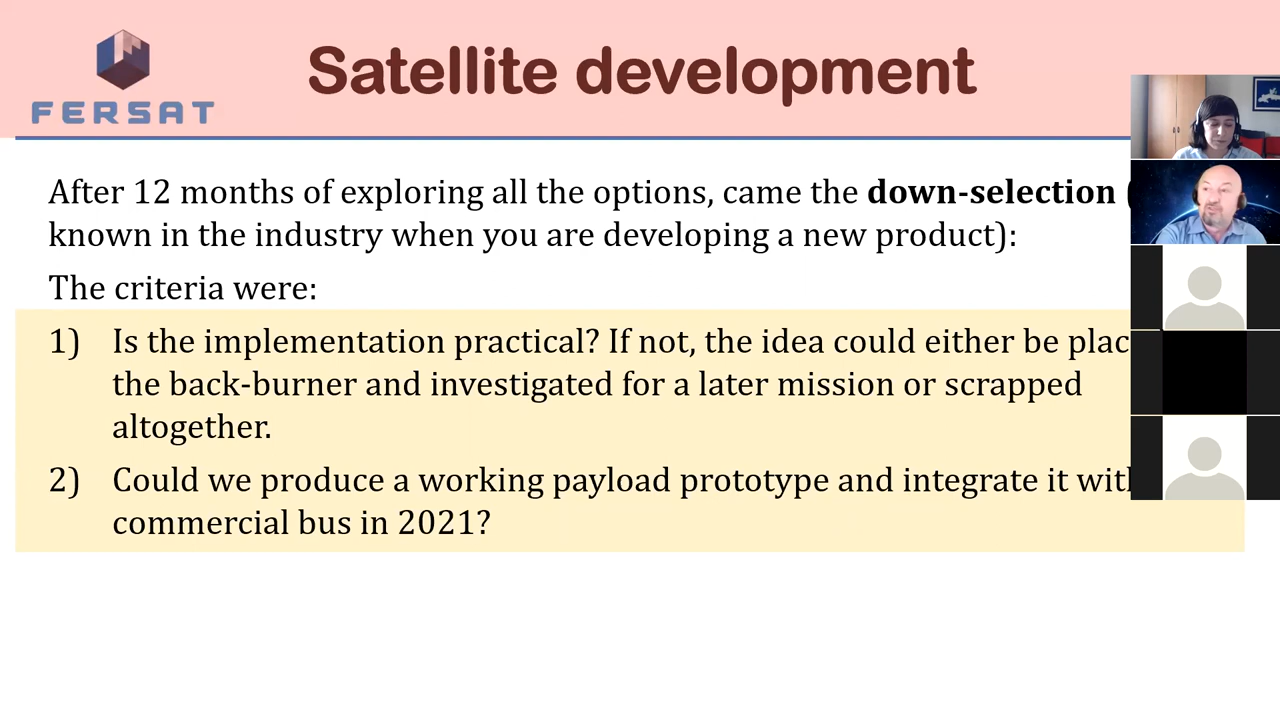 Satellite development
FERSAT
After 12 months of exploring all the options, came the down-selection (
known in the industry when you are developing a new product):
The criteria were:
1) Is the implementation practical? If not, the idea could either be
the back-burner and investigated for a later mission or scrapped
altogether.
2) Could we produce a working payload prototype and integrate it
commercial bus in 2021?